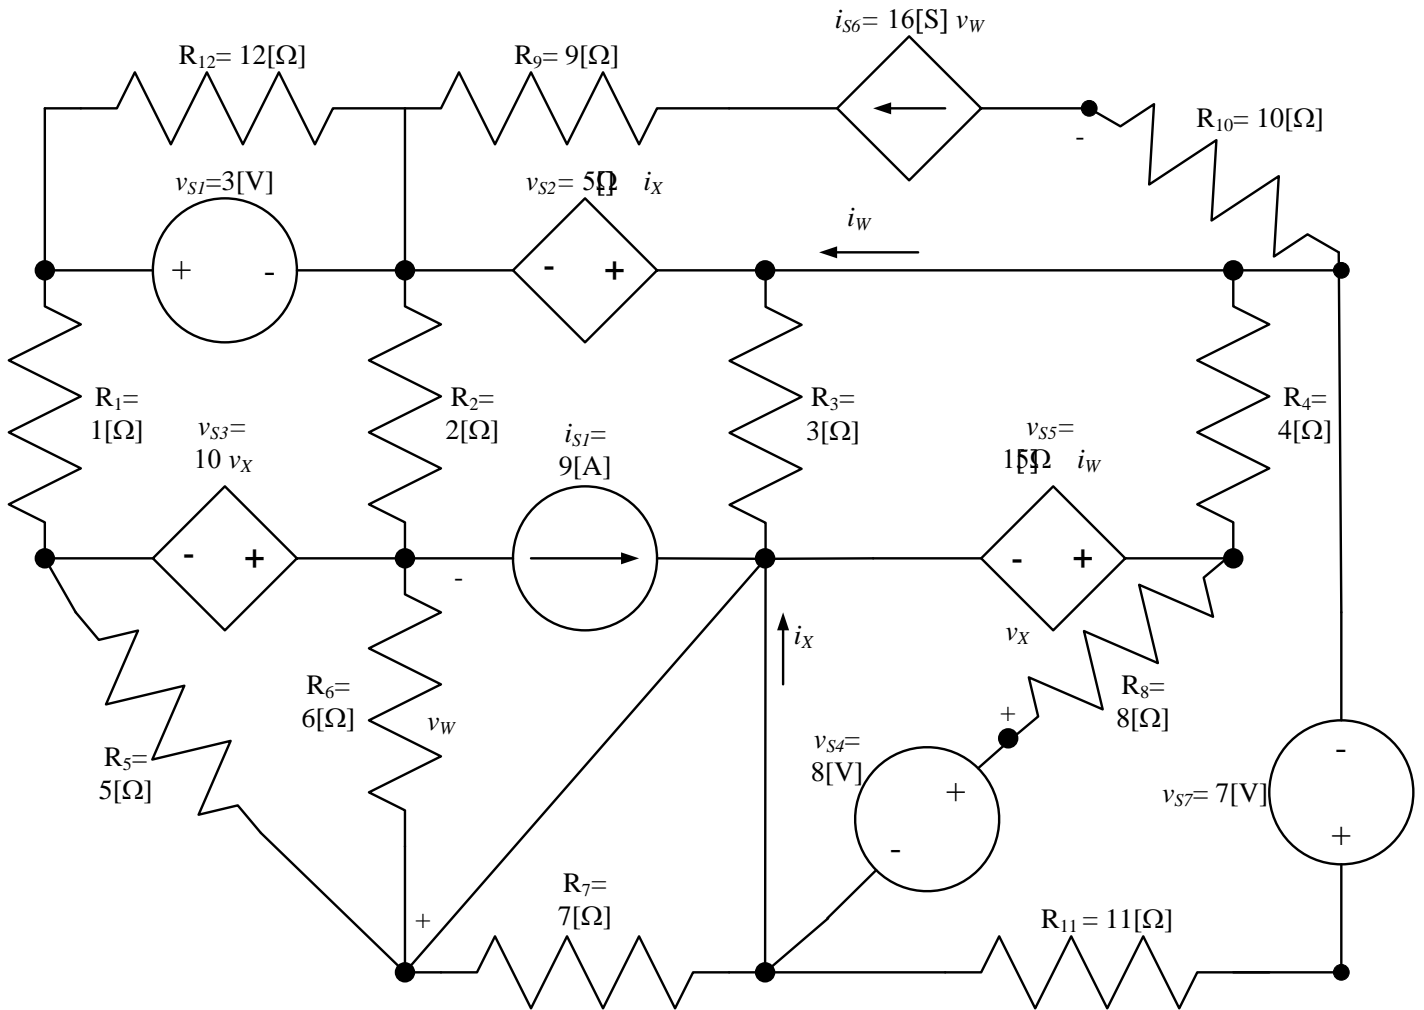 iS6= 16[S] vW
R12= 12[Ω]
R9= 9[Ω]
R10= 10[Ω]
-
vS1=3[V]
vS2= 5[Ω] iX
iW
+ -
- +
R1=
1[Ω]
R2=
2[Ω]
R3=
3[Ω]
R4=
4[Ω]
vS3=
10 vX
iS1=
9[A]
vS5=
15[Ω] iW
- +
-
- +
iX
vX
R6=
6[Ω]
vW
R8=
8[Ω]
+
R5=
5[Ω]
vS4=
8[V]
+
-
vS7= 7[V]
-
+
R7=
7[Ω]
+
R11 = 11[Ω]